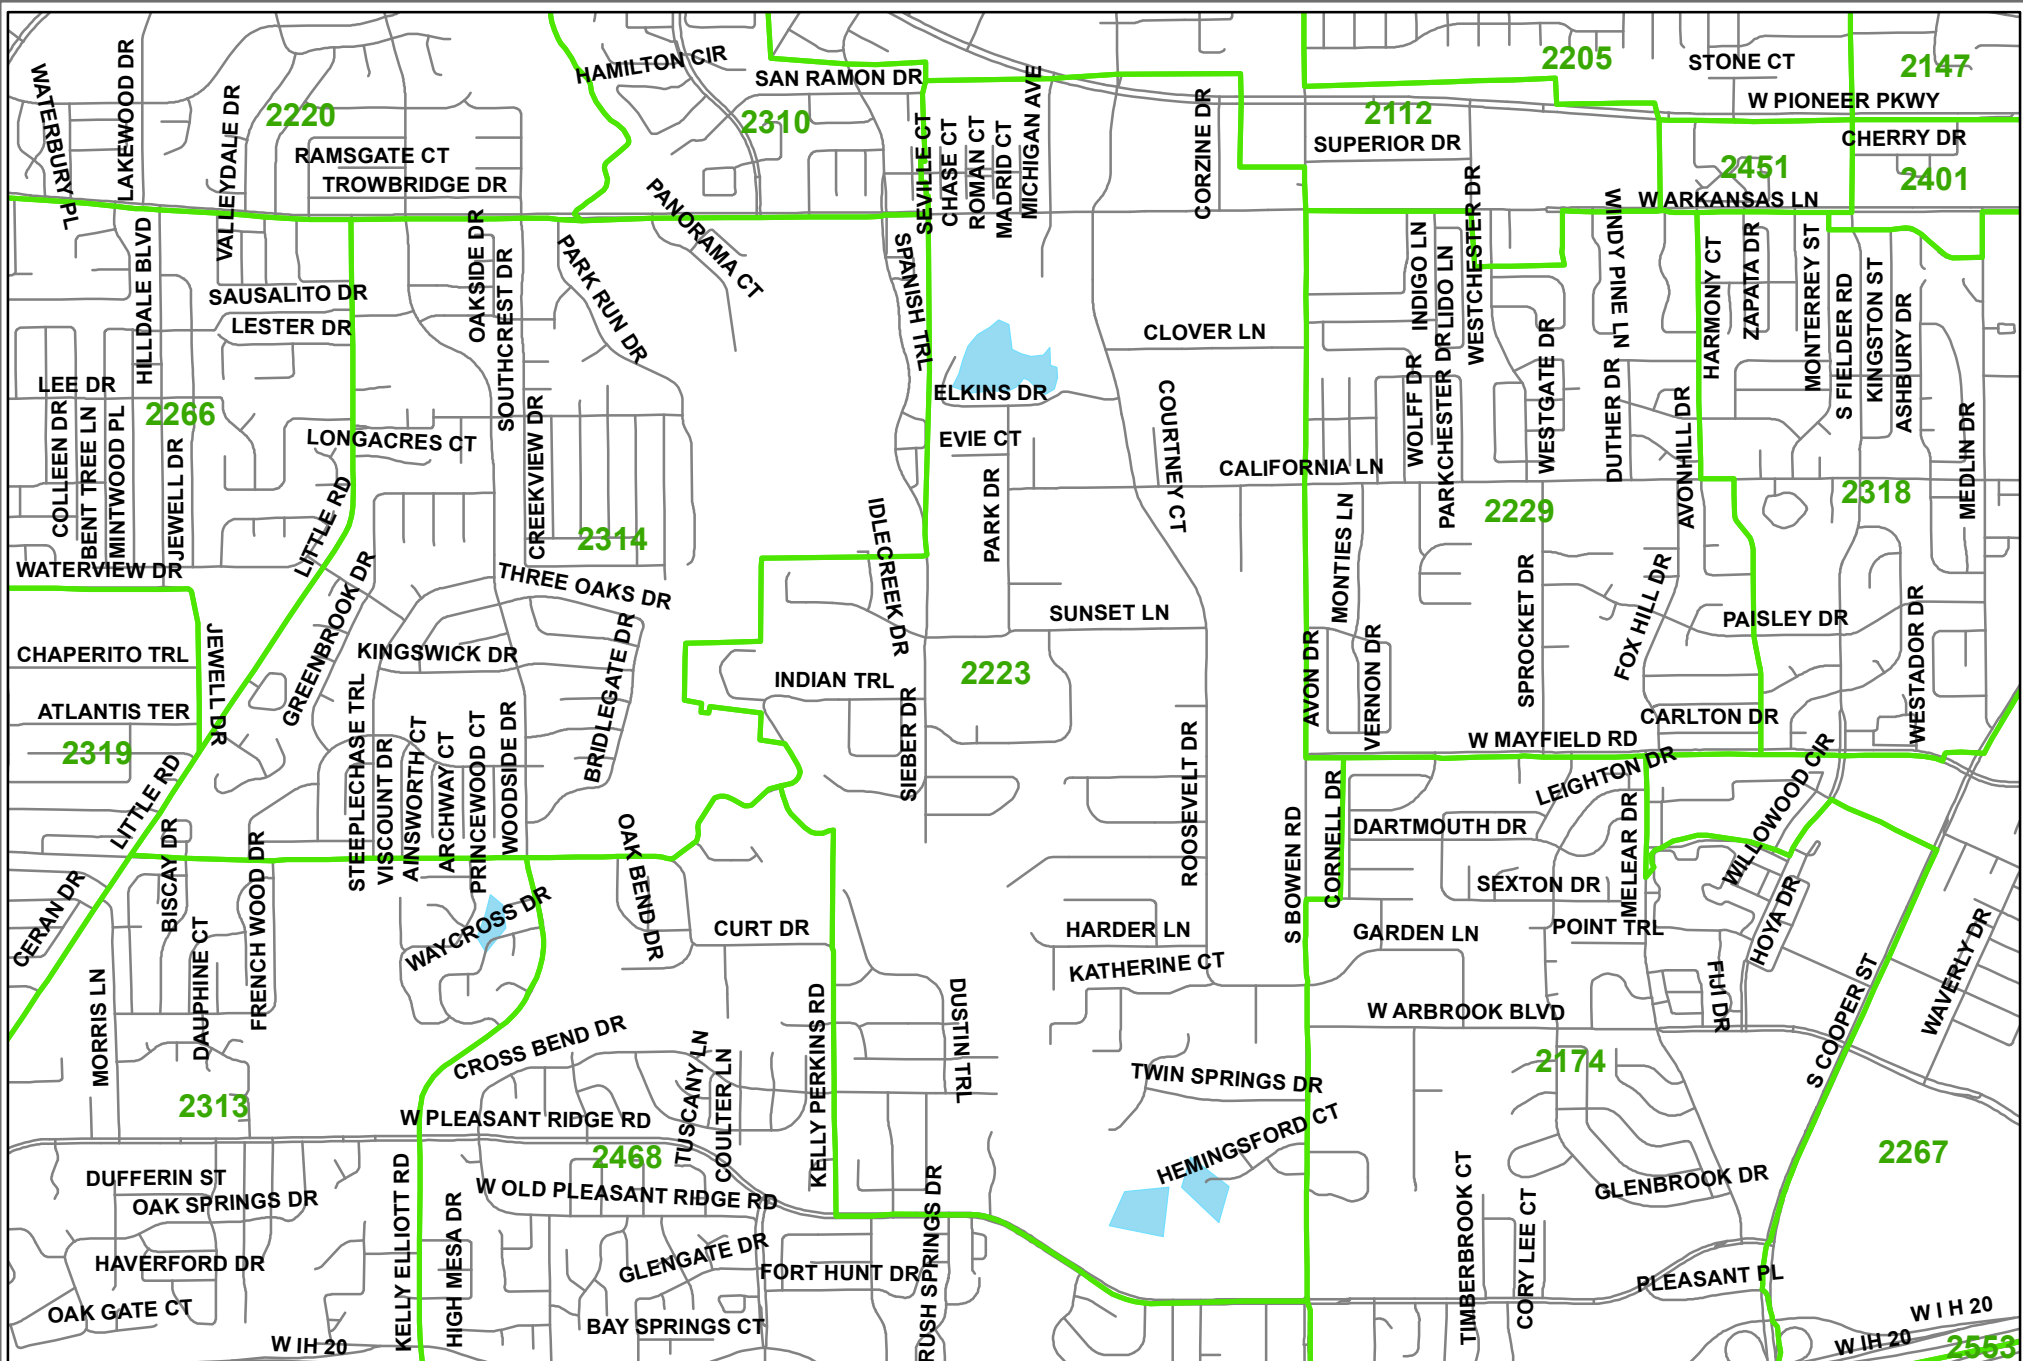 WATERBURY PL
LAKEWOOD DR
VALLEYDALE DR
2220
RAMSGATE CT
TROWBRIDGE DR
HAMILTON CIR
SAN RAMON DR
2310
PANORAMA CT
SEVILLE CT
CHASE CT
ROMAN CT
MADRID CT
MICHIGAN AVE
CORZINE DR
2112
SUPERIOR DR
2205
STONE CT
2147
W PIONEER PKWY
CHERRY DR
2451
2401
W ARKANSAS LN
HILLDALE BLVD
SAUSALITO DR
LESTER DR
OAKSIDE DR
SOUTHCREST DR
PARK RUN DR
SPANISH TRL
CLOVER LN
INDIGO LN
LIDO LN
WESTCHESTER DR
WINDY PINE LN
HARMONY CT
ZAPATA DR
MONTERREY ST
S FIELDER RD
KINGSTON ST
ASHBURY DR
LEE DR
2266
COLLEEN DR
BENT TREE LN
MINTWOOD PL
JEWELL DR
LONGACRES CT
LITTLE RD
CREEKVIEW DR
2314
ELKINS DR
EVIE CT
PARK DR
COURTNEY CT
CALIFORNIA LN
WOLFF DR
PARKCHESTER DR
WESTGATE DR
DUTHER DR
AVONHILL DR
2229
2318
MEDLIN DR
WATERVIEW DR
GREENBROOK DR
THREE OAKS DR
IDLECREEK DR
SUNSET LN
MONTIES LN
SPROCKET DR
FOX HILL DR
PAISLEY DR
WESTADOR DR
CHAPERITO TRL
JEWELL DR
KINGSWICK DR
BRIDLEGATE DR
INDIAN TRL
2223
AVON DR
VERNON DR
ATLANTIS TER
2319
STEEPLECHASE TRL
VISCOUNT DR
AINSWORTH CT
ARCHWAY CT
PRINCEWOOD CT
WOODSIDE DR
SIEBER DR
ROOSEVELT DR
CARLTON DR
W MAYFIELD RD
LEIGHTON DR
WILLOWOOD CIR
LITTLE RD
BISCAY DR
FRENCH WOOD DR
OAK BEND DR
S BOWEN RD
CORNELL DR
DARTMOUTH DR
MELEAR DR
SEXTON DR
CERAN DR
WAYCROSS DR
CURT DR
HARDER LN
KATHERINE CT
GARDEN LN
POINT TRL
HOYA DR
MORRIS LN
DAUPHINE CT
CROSS BEND DR
KELLY PERKINS RD
DUSTIN TRL
W ARBROOK BLVD
FIJI DR
S COOPER ST
WAVERLY DR
2313
TUSCANY LN
COULTER LN
TWIN SPRINGS DR
2174
W PLEASANT RIDGE RD
2468
HEMINGSFORD CT
2267
DUFFERIN ST
OAK SPRINGS DR
KELLY ELLIOTT RD
HIGH MESA DR
W OLD PLEASANT RIDGE RD
RUSH SPRINGS DR
TIMBERBROOK CT
CORY LEE CT
GLENBROOK DR
HAVERFORD DR
GLENGATE DR
FORT HUNT DR
PLEASANT PL
OAK GATE CT
W IH 20
BAY SPRINGS CT
W I H 20
W IH 20
2553